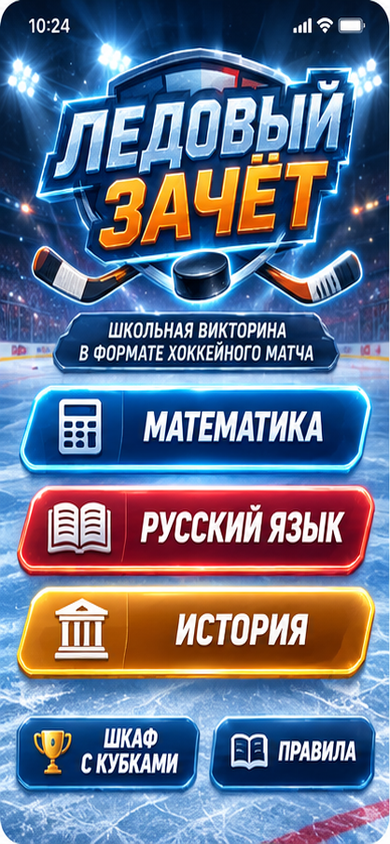 10:24
ЛЕДОВЫЙ
ЗАЧЁТ
ШКОЛЬНАЯ ВИКТОРИНА
В ФОРМАТЕ ХОККЕЙНОГО МАТЧА
МАТЕМАТИКА
РУССКИЙ ЯЗЫК
ИСТОРИЯ
ШКАФ
С КУБКАМИ
ПРАВИЛА